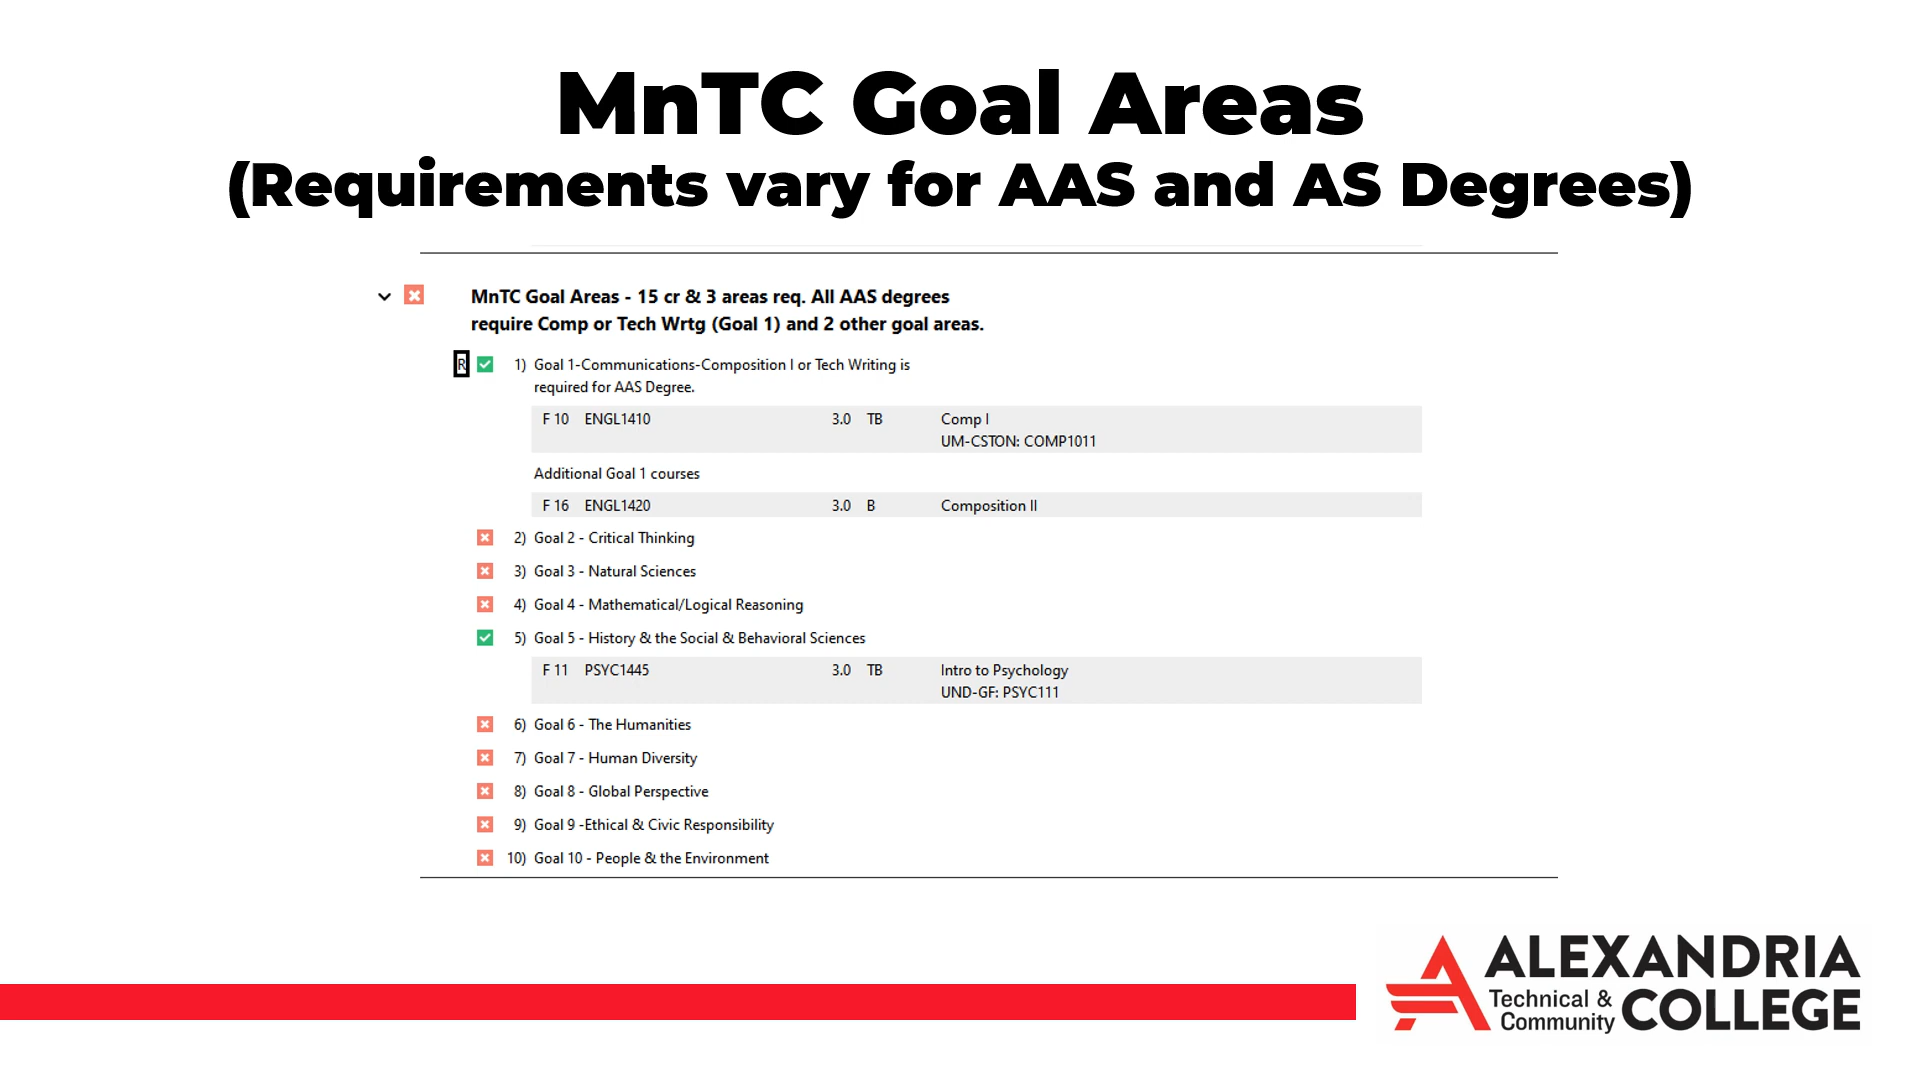 MnTC Goal Areas
(Requirements vary for AAS and AS Degrees)
MnTC Goal Areas - 15 cr & 3 areas req. All AAS degrees
require Comp or Tech Wrtg (Goal 1) and 2 other goal areas.
R 1) Goal 1-Communications-Composition I or Tech Writing is
required for AAS Degree.
F 10 ENGL1410 3.0 TB Comp I
UM-CSTON: COMP1011
Additional Goal 1 courses
F 16 ENGL1420 3.0 B Composition II
2) Goal 2 - Critical Thinking
3) Goal 3 - Natural Sciences
4) Goal 4 - Mathematical/Logical Reasoning
5) Goal 5 - History & the Social & Behavioral Sciences
F 11 PSYC1445 3.0 TB Intro to Psychology
UND-GF: PSYC111
6) Goal 6 - The Humanities
7) Goal 7 - Human Diversity
8) Goal 8 - Global Perspective
9) Goal 9 -Ethical & Civic Responsibility
10) Goal 10 - People & the Environment
ALEXANDRIA
Technical &
Community COLLEGE